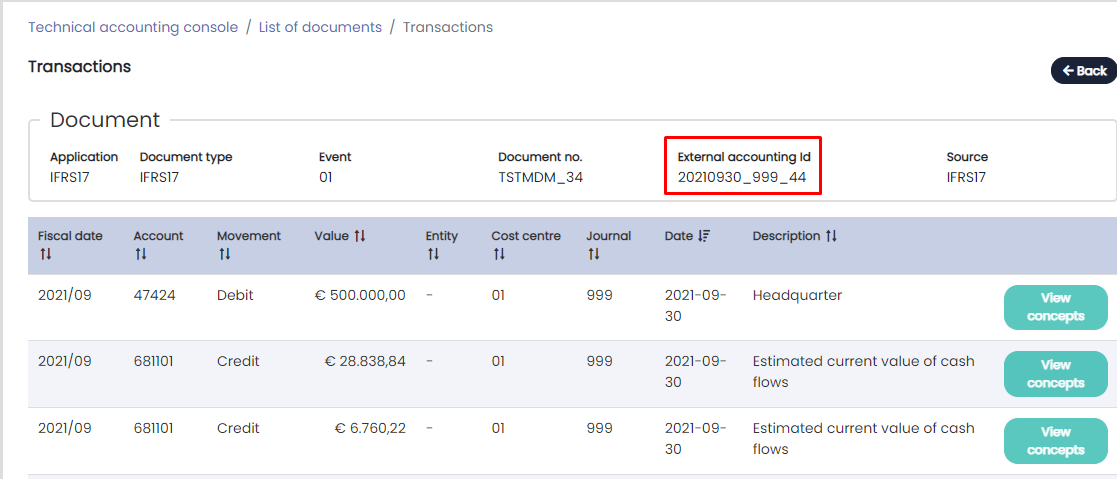 Technical accounting console / List of documents / Transactions
Transactions
← Back
Document
Application Document type Event Document no. External accounting Id Source
IFRS17 IFRS17 01 TSTMDM_34 20210930_999_44 IFRS17
Fiscal date Account Movement Value Entity Cost centre Journal Date Description
2021/09 47424 Debit € 500.000,00 - 01 999 2021-09- Headquarter View
30 concepts
2021/09 681101 Credit € 28.838,84 - 01 999 2021-09- Estimated current value of cash View
30 flows concepts
2021/09 681101 Credit € 6.760,22 - 01 999 2021-09- Estimated current value of cash View
30 flows concepts